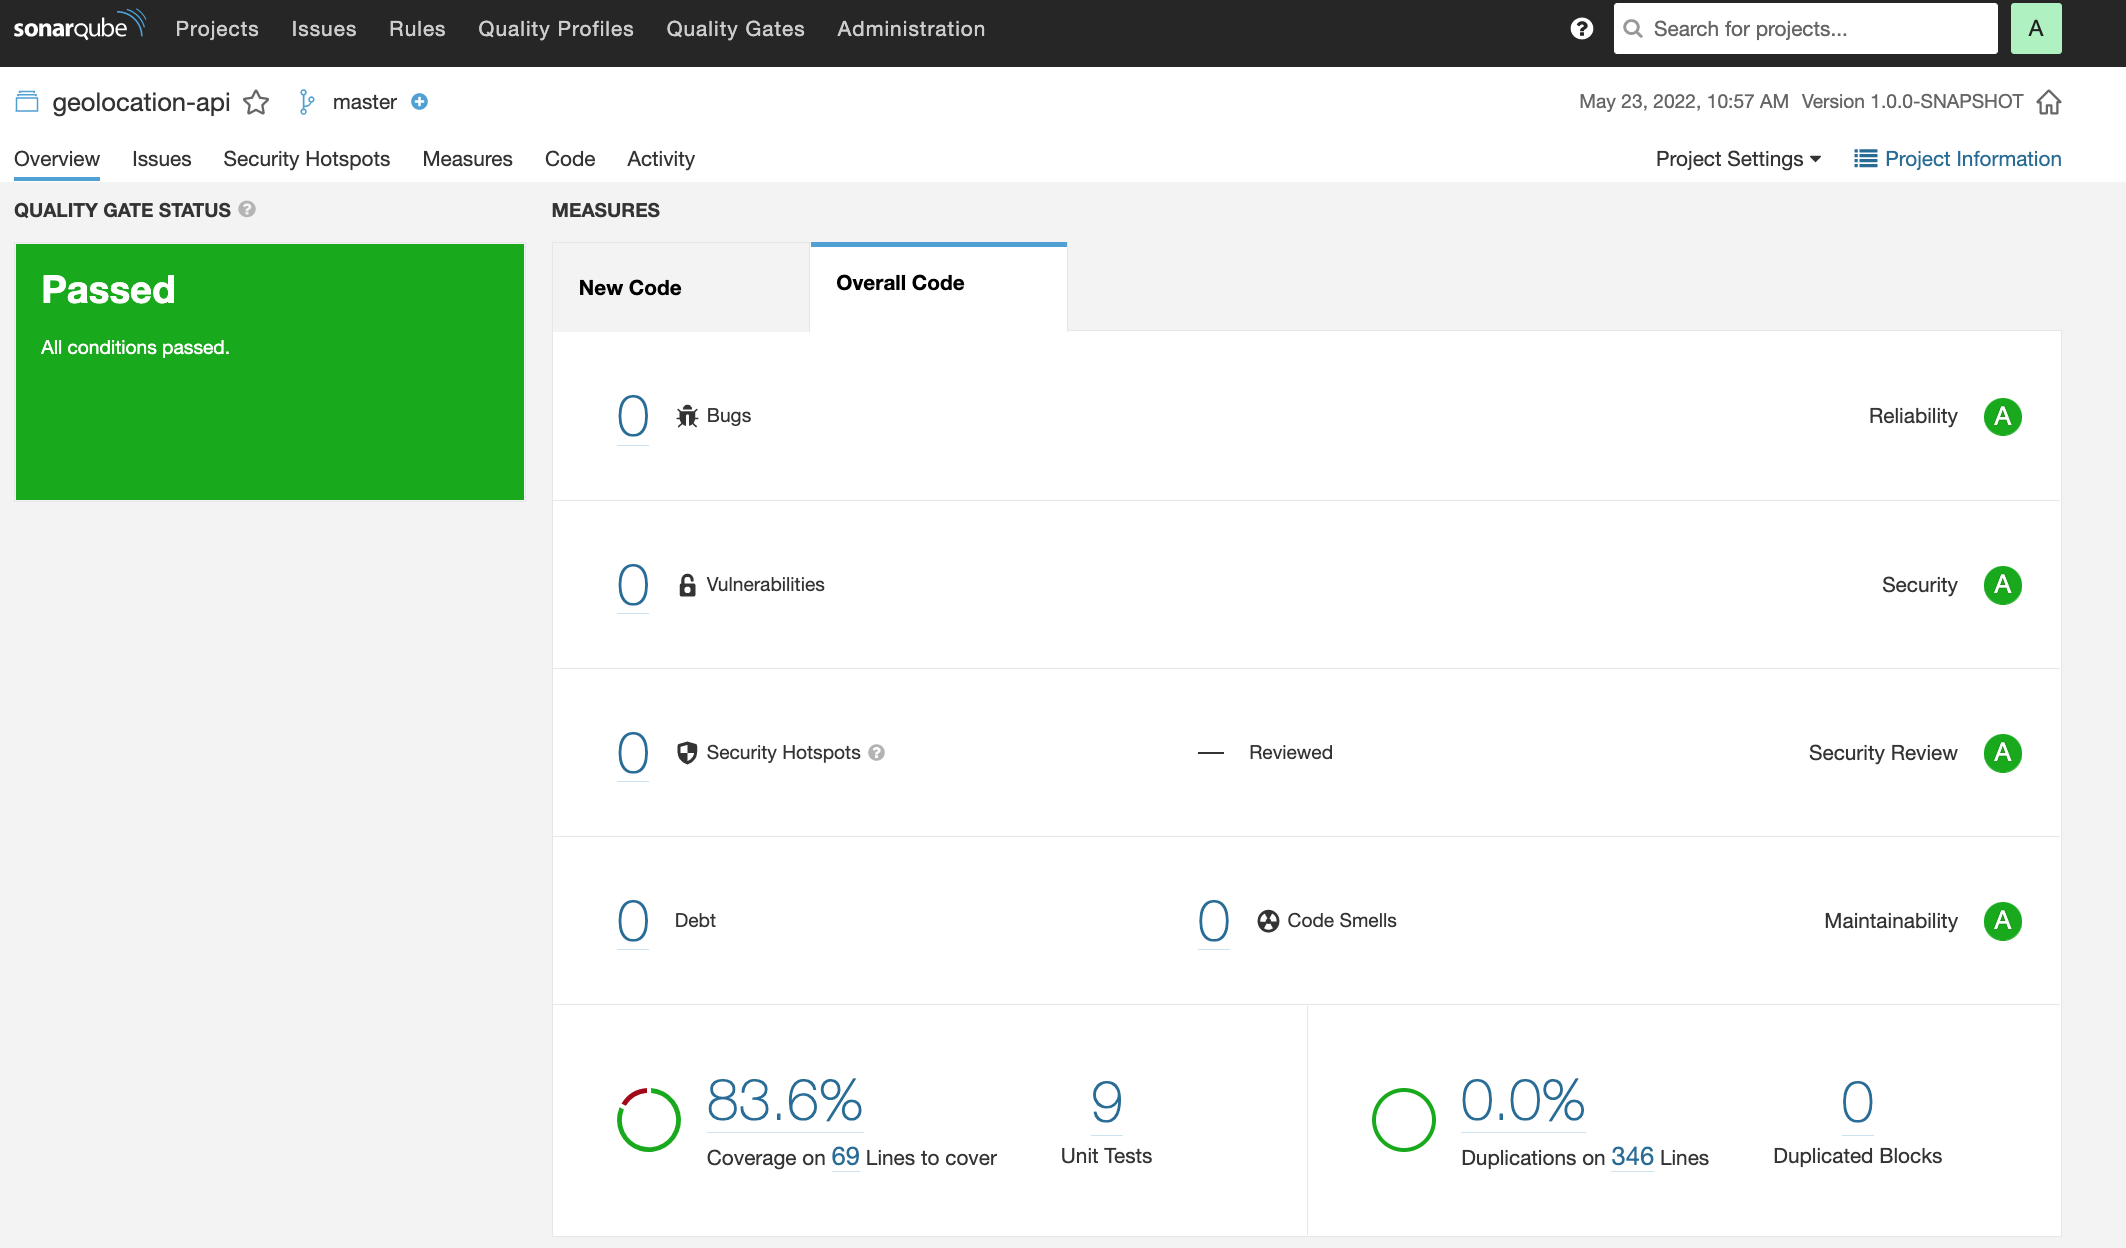 sonarqube Projects Issues Rules Quality Profiles Quality Gates Administration ? Search for projects... A
geolocation-api master May 23, 2022, 10:57 AM Version 1.0.0-SNAPSHOT
Overview Issues Security Hotspots Measures Code Activity Project Settings Project Information
QUALITY GATE STATUS ? MEASURES
Passed
All conditions passed.
New Code Overall Code
0 Bugs Reliability A
0 Vulnerabilities Security A
0 Security Hotspots ? — Reviewed Security Review A
0 Debt 0 Code Smells Maintainability A
83.6% 9 0.0% 0
Coverage on 69 Lines to cover Unit Tests Duplications on 346 Lines Duplicated Blocks